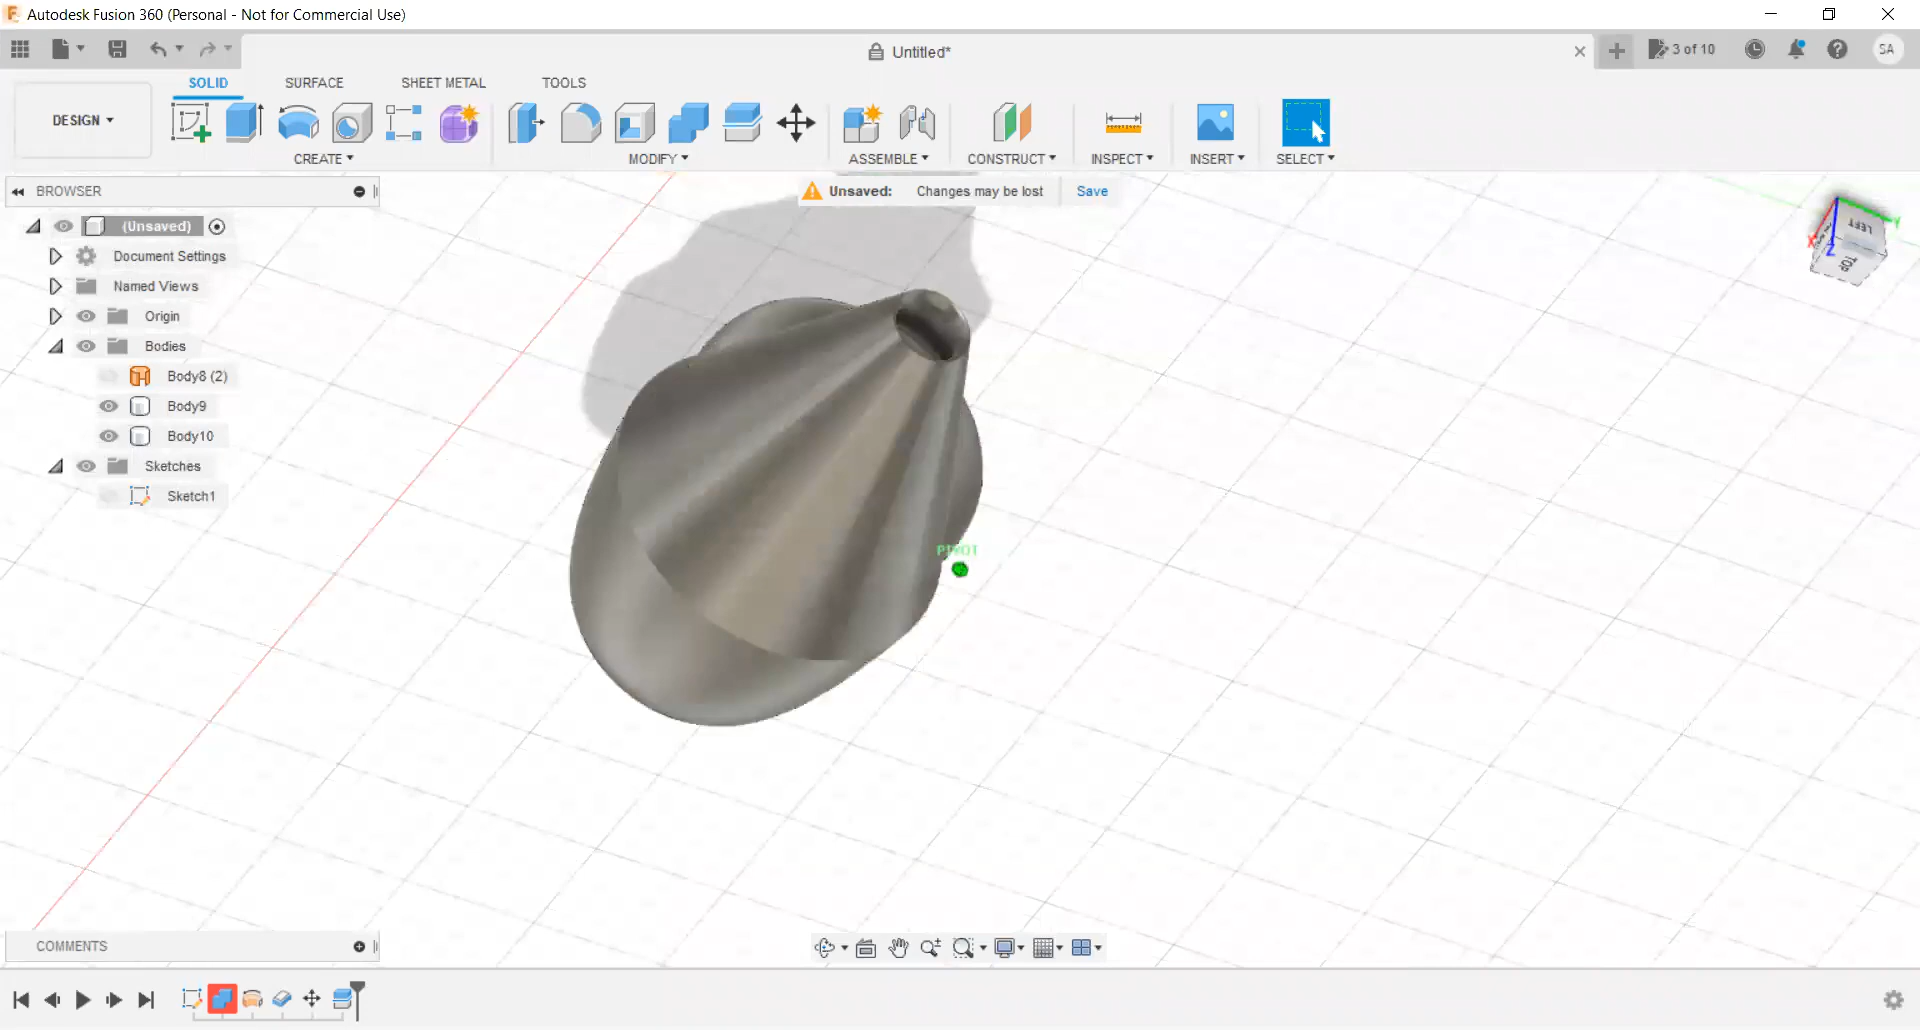 Autodesk Fusion 360 (Personal - Not for Commercial Use)
Untitled*
3 of 10
SA
DESIGN
SOLID
SURFACE
SHEET METAL
TOOLS
CREATE
MODIFY
ASSEMBLE
CONSTRUCT
INSPECT
INSERT
SELECT
BROWSER
Unsaved:
Changes may be lost
Save
(Unsaved)
Document Settings
Named Views
Origin
Bodies
Body8 (2)
Body9
Body10
Sketches
Sketch1
LEFT
TOP
X
Y
Z
PIVOT
COMMENTS